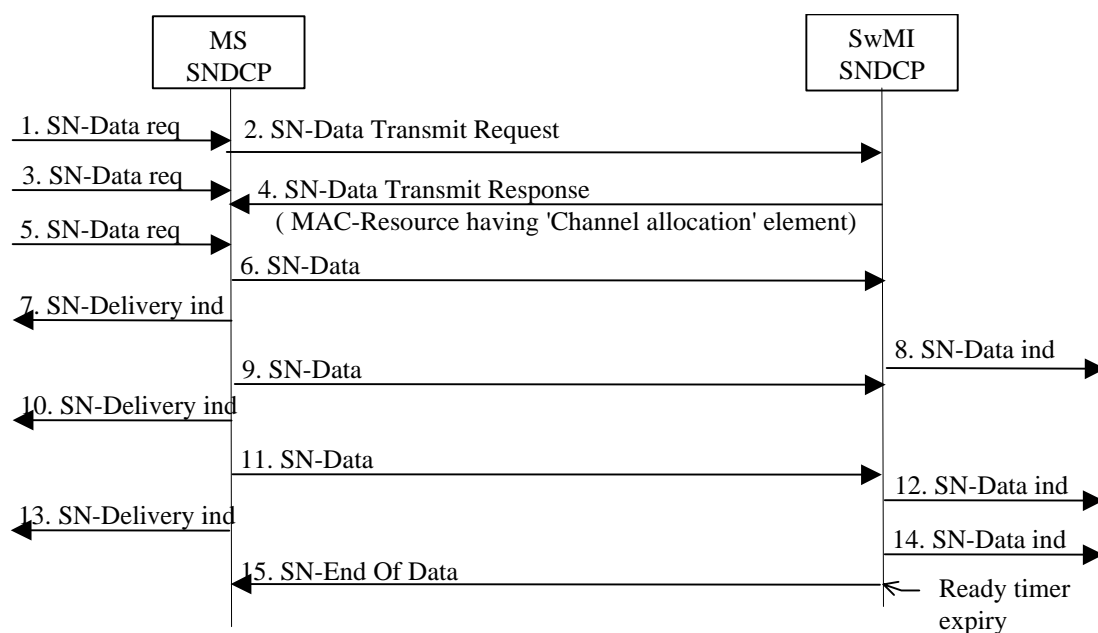 MS
SNDCP
SwMI
SNDCP
1. SN-Data req
2. SN-Data Transmit Request
3. SN-Data req
4. SN-Data Transmit Response
( MAC-Resource having 'Channel allocation' element)
5. SN-Data req
6. SN-Data
7. SN-Delivery ind
8. SN-Data ind
9. SN-Data
10. SN-Delivery ind
11. SN-Data
12. SN-Data ind
13. SN-Delivery ind
14. SN-Data ind
15. SN-End Of Data
Ready timer
expiry